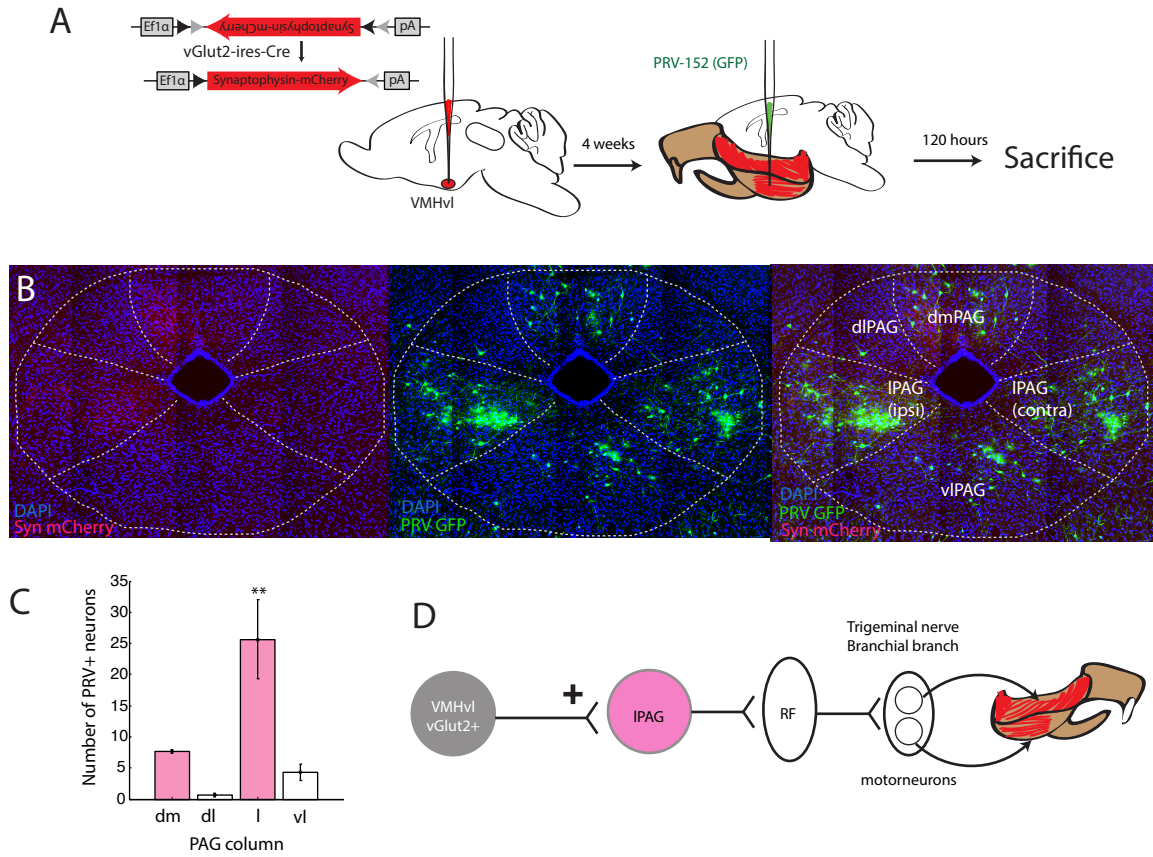 A
Ef1α
Synaptophysin-mCherry
pA
vGlut2-ires-Cre
Ef1α
Synaptophysin-mCherry
pA
VMHvl
4 weeks
PRV-152 (GFP)
120 hours
Sacrifice
B
DAPI
Syn mCherry
DAPI
PRV GFP
dlPAG
dmPAG
lPAG
(ipsi)
lPAG
(contra)
vlPAG
DAPI
PRV GFP
Syn-mCherry
C
Number of PRV+ neurons
35
30
25
20
15
10
5
0
**
dm
dl
l
vl
PAG column
D
VMHvl
vGlut2+
+
lPAG
RF
Trigeminal nerve
Branchial branch
motorneurons